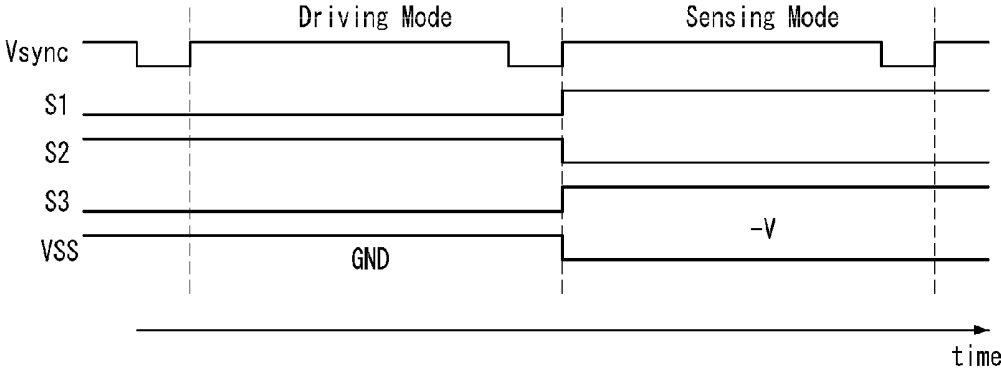 Driving Mode
Sensing Mode
Vsync
S1
S2
S3
-V
VSS
GND
time